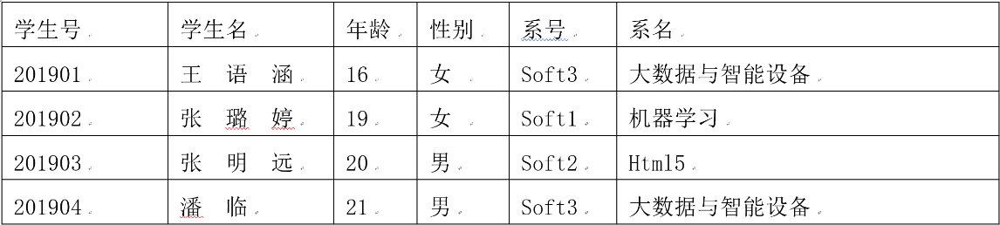 学生号 学生名 年龄 性别 系号 系名
201901 王 语 涵 16 女 Soft3 大数据与智能设备
201902 张 璐 婷 19 女 Soft1 机器学习
201903 张 明 远 20 男 Soft2 Html5
201904 潘 临 21 男 Soft3 大数据与智能设备